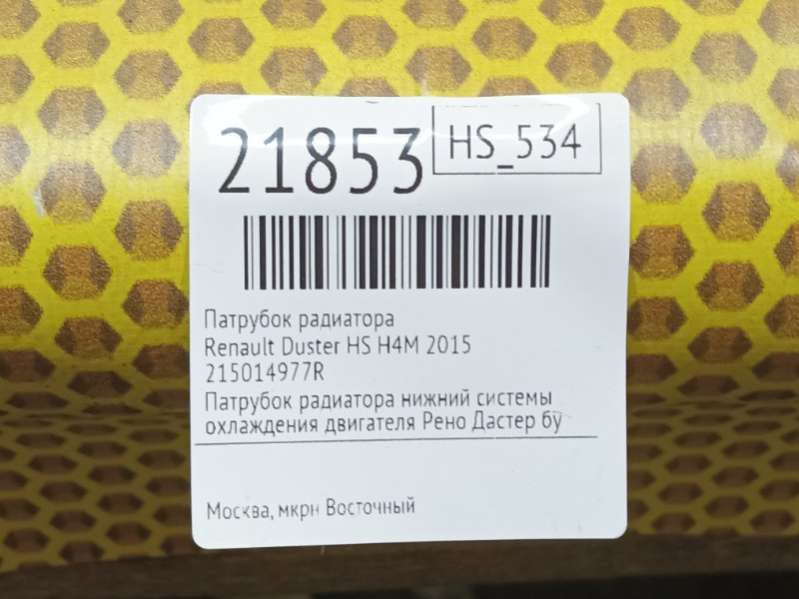 21853
HS_534
Патрубок радиатора
Renault Duster HS H4M 2015
215014977R
Патрубок радиатора нижний системы
охлаждения двигателя Рено Дастер бу
Москва, мкрн Восточный